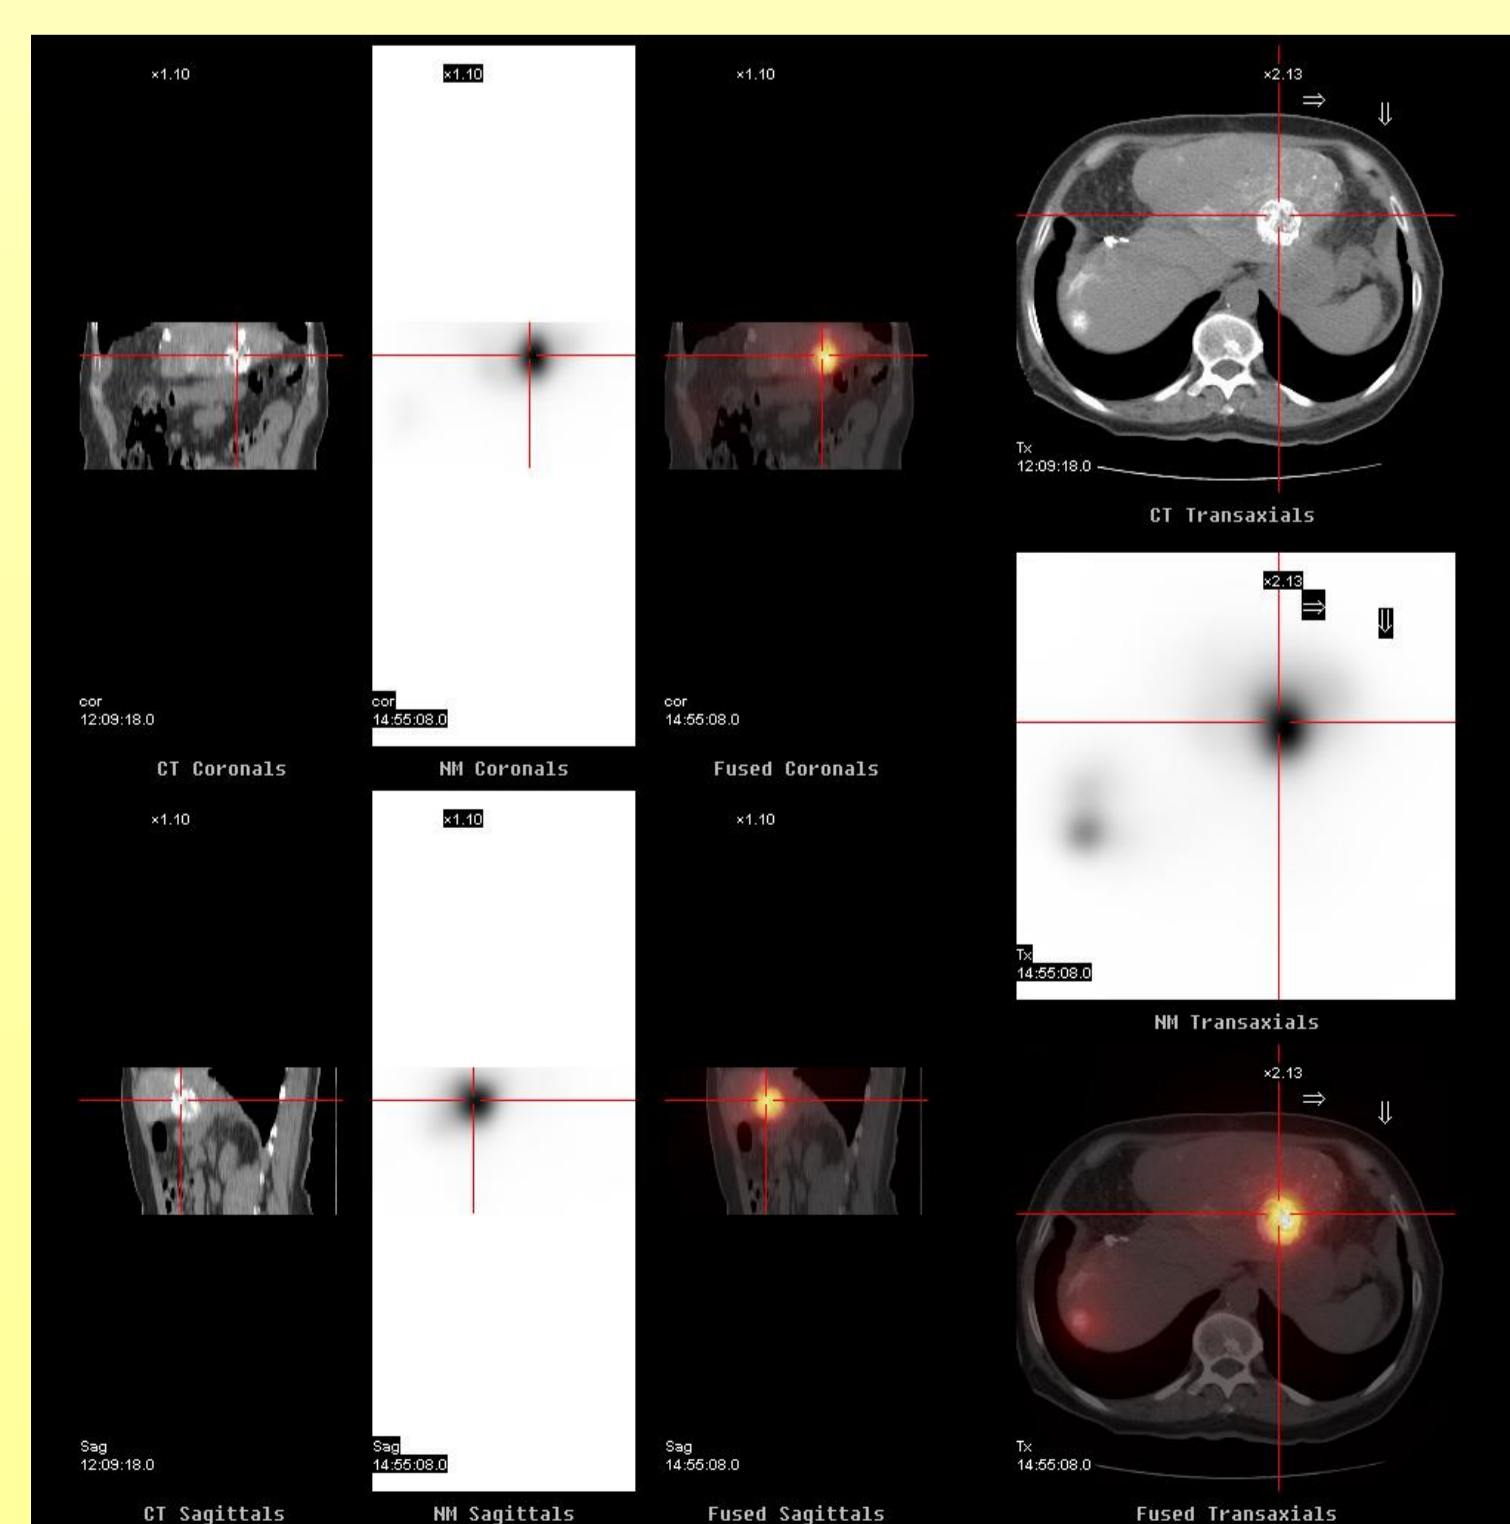 ×1.10
×1.10
×1.10
×2.13
⇒
⇓
cor
12:09:18.0
cor
14:55:08.0
cor
14:55:08.0
Tx
12:09:18.0
CT Coronals
NM Coronals
Fused Coronals
CT Transaxials
×2.13
⇒
⇓
Tx
14:55:08.0
NM Transaxials
×1.10
×1.10
×1.10
Sag
12:09:18.0
Sag
14:55:08.0
Sag
14:55:08.0
CT Sagittals
NM Sagittals
Fused Sagittals
×2.13
⇒
⇓
Tx
14:55:08.0
Fused Transaxials